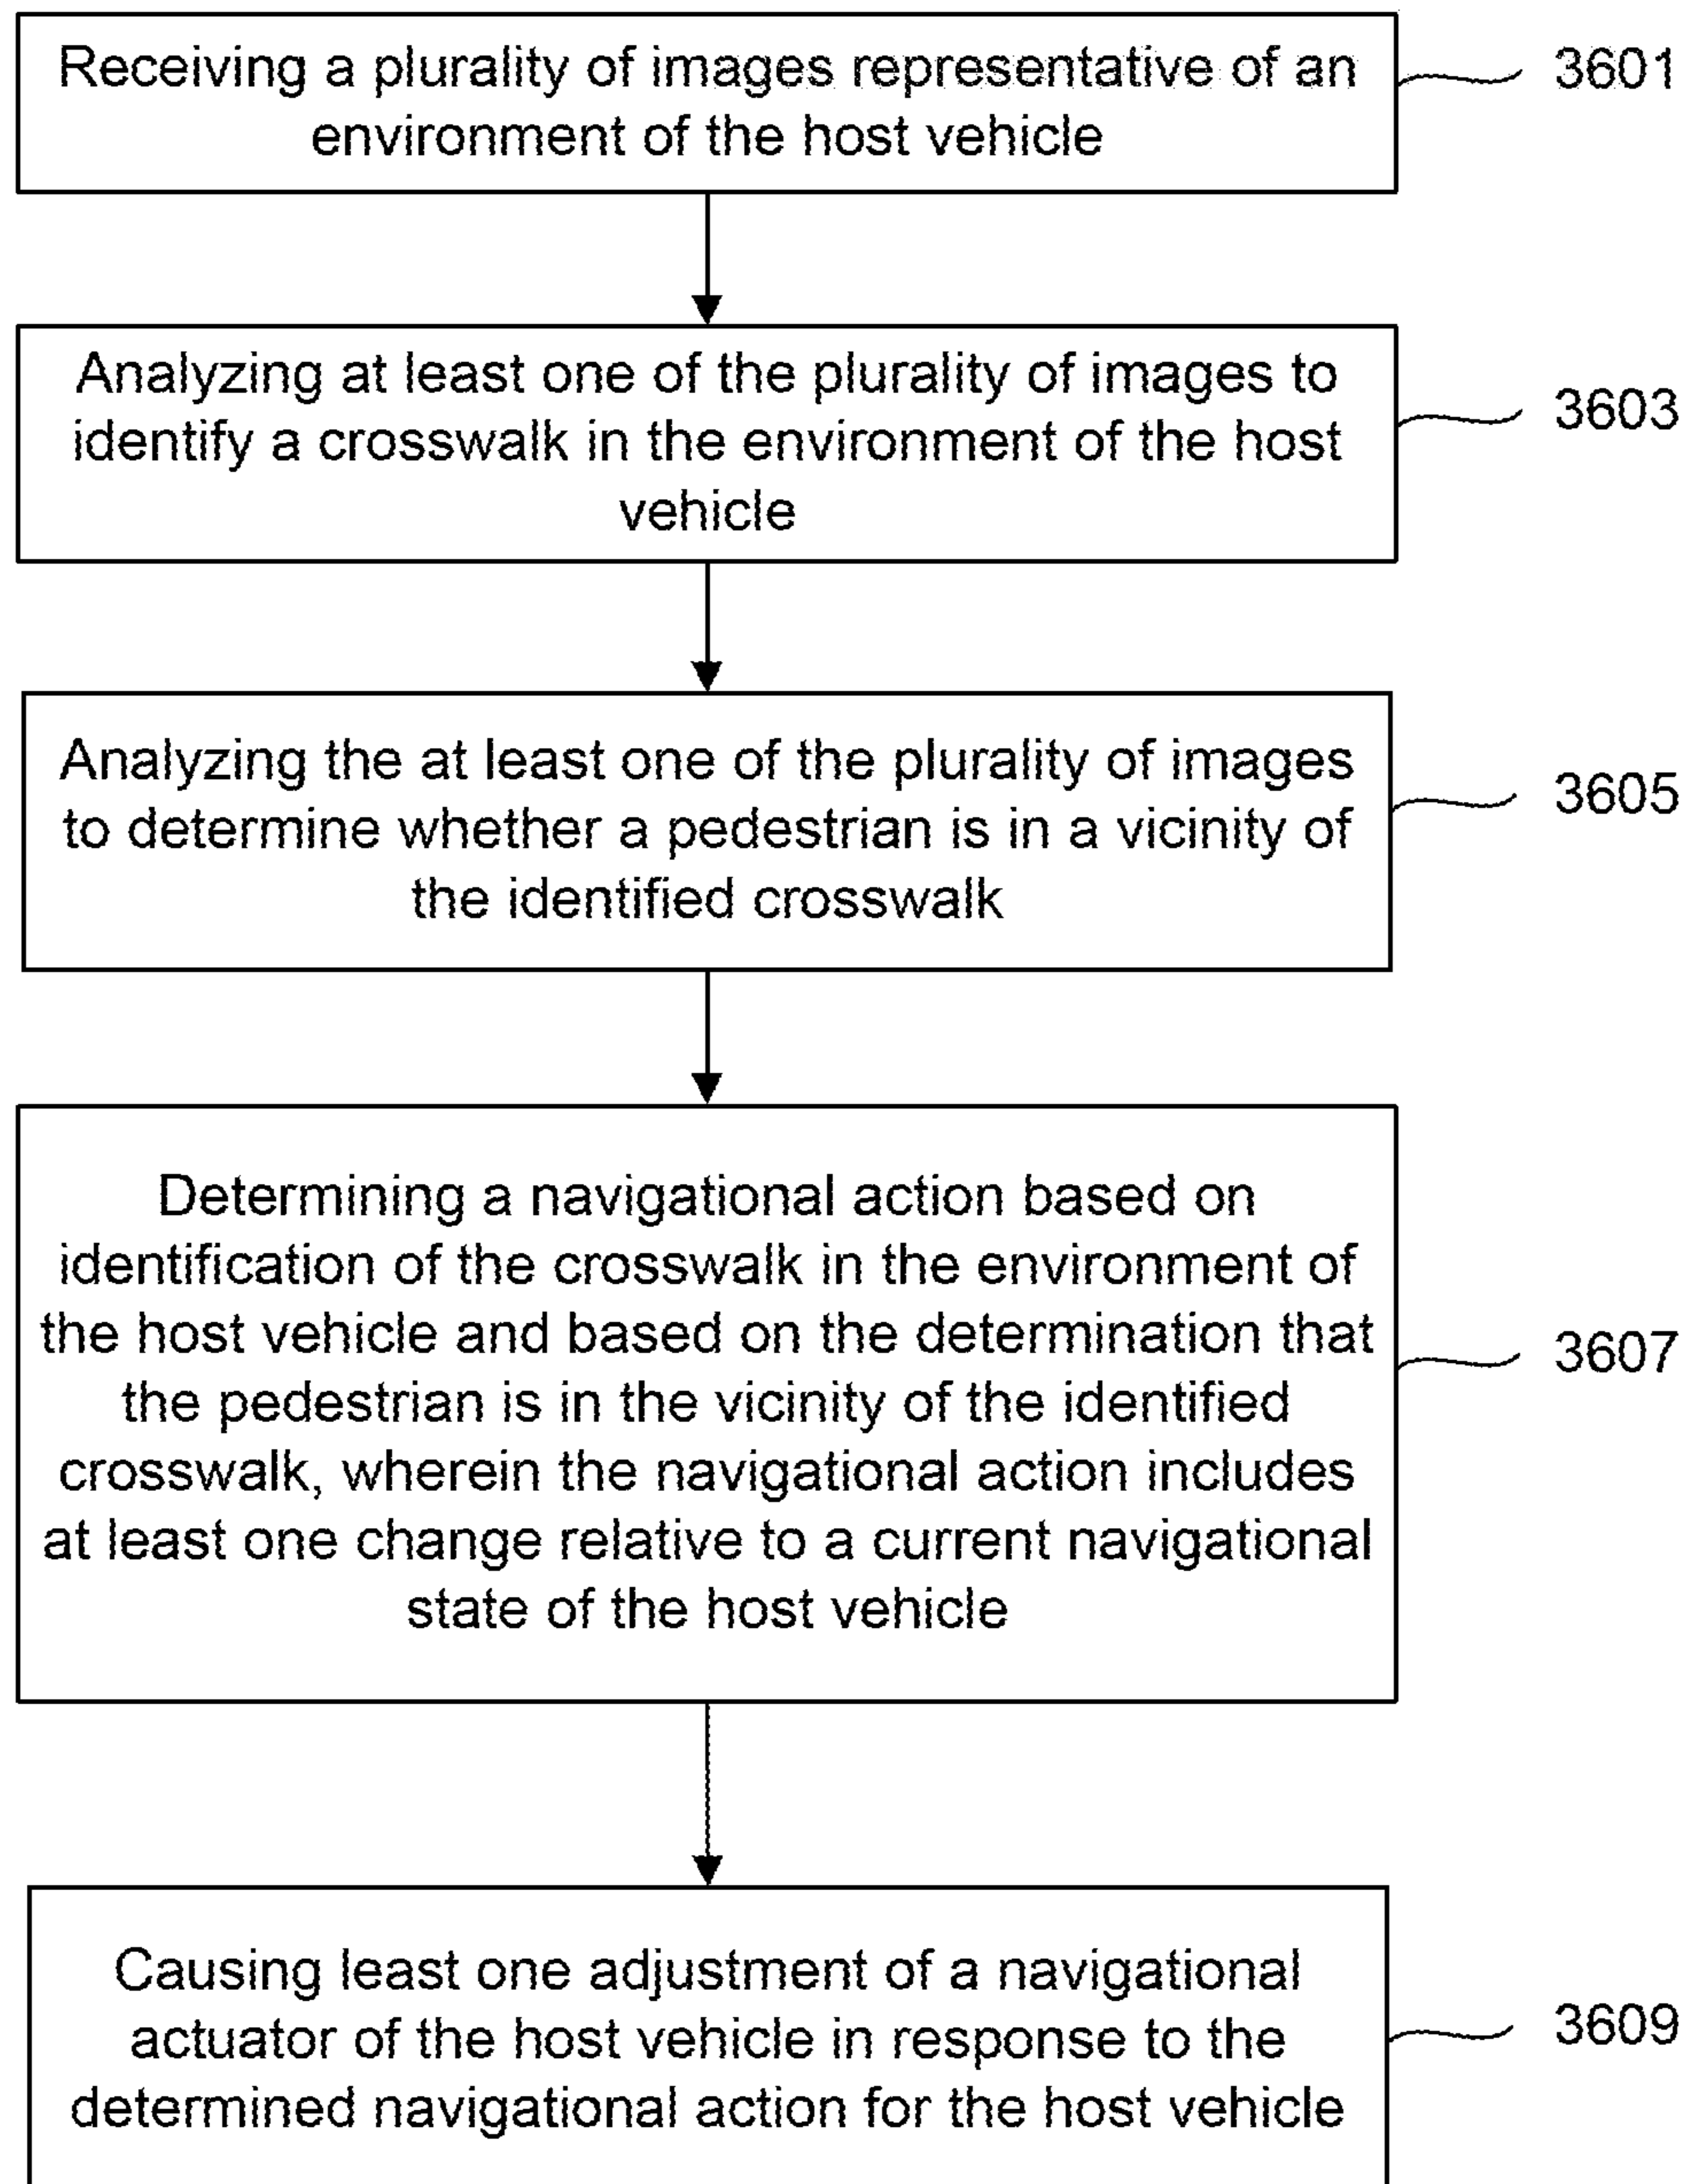 Receiving a plurality of images representative of an
environment of the host vehicle
3601
Analyzing at least one of the plurality of images to
identify a crosswalk in the environment of the host
vehicle
3603
Analyzing the at least one of the plurality of images
to determine whether a pedestrian is in a vicinity of
the identified crosswalk
3605
Determining a navigational action based on
identification of the crosswalk in the environment of
the host vehicle and based on the determination that
the pedestrian is in the vicinity of the identified
crosswalk, wherein the navigational action includes
at least one change relative to a current navigational
state of the host vehicle
3607
Causing least one adjustment of a navigational
actuator of the host vehicle in response to the
determined navigational action for the host vehicle
3609